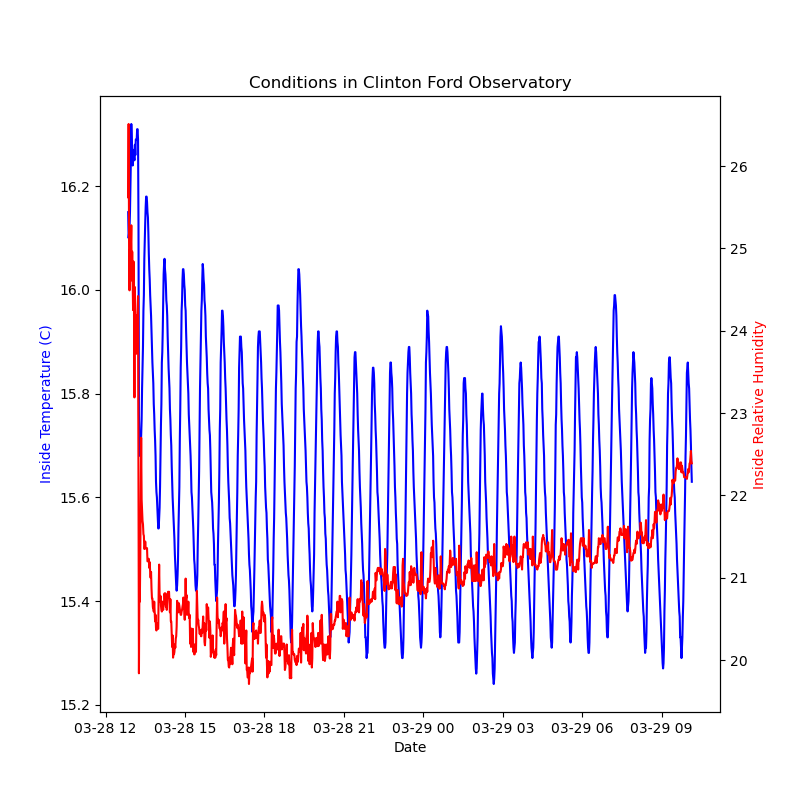 Conditions in Clinton Ford Observatory
Inside Temperature (C)
16.2
16.0
15.8
15.6
15.4
15.2
26
25
24
23
22
21
20
Inside Relative Humidity
03-28 12 03-28 15 03-28 18 03-28 21 03-29 00 03-29 03 03-29 06 03-29 09
Date